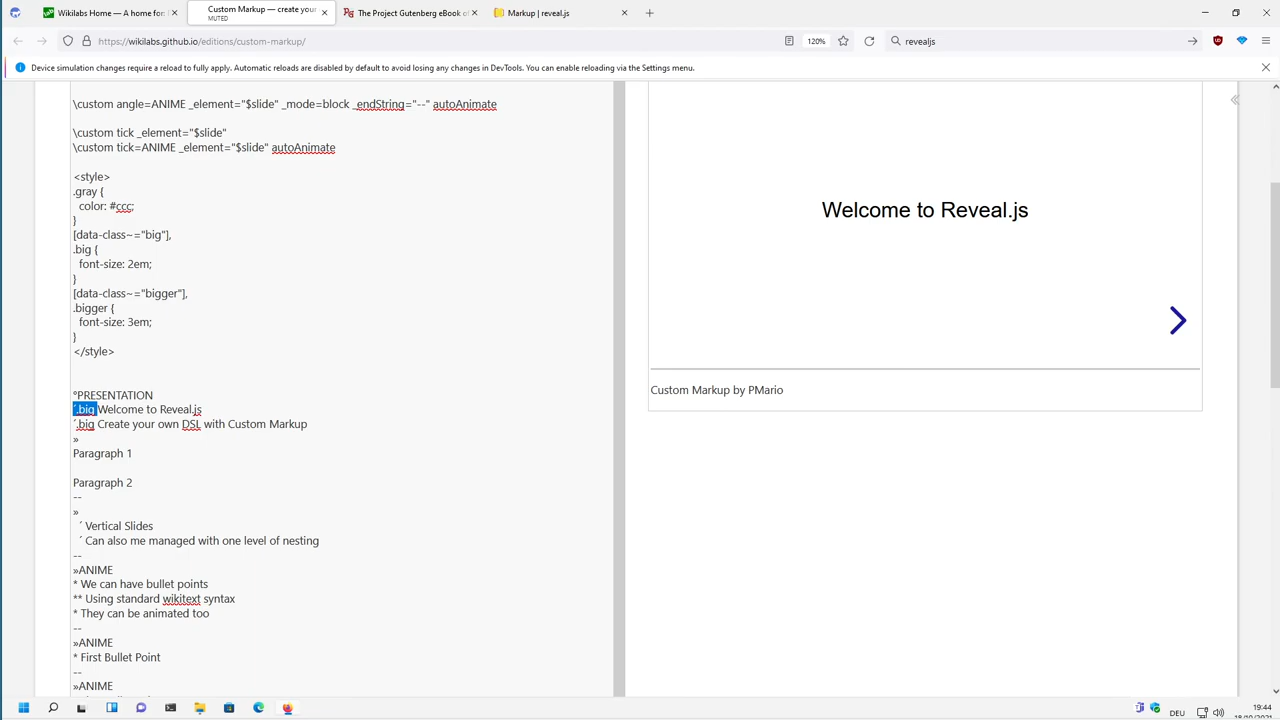 Wikilabs Home — A home for
Custom Markup — create your
MUTED
The Project Gutenberg eBook of
Markup | reveal.js
https://wikilabs.github.io/editions/custom-markup/
120%
revealjs
Device simulation changes require a reload to fully apply. Automatic reloads are disabled by default to avoid losing any changes in DevTools. You can enable reloading via the Settings menu.
\custom angle=ANIME _element="$slide" _mode=block _endString="--" autoAnimate
\custom tick _element="$slide"
\custom tick=ANIME _element="$slide" autoAnimate
<style>
.gray {
color: #ccc;
}
[data-class~="big"],
.big {
font-size: 2em;
}
[data-class~="bigger"],
.bigger {
font-size: 3em;
}
</style>
°PRESENTATION
´.big Welcome to Reveal.js
´.big Create your own DSL with Custom Markup
»
Paragraph 1
Paragraph 2
--
»
´ Vertical Slides
´ Can also me managed with one level of nesting
--
»ANIME
* We can have bullet points
** Using standard wikitext syntax
* They can be animated too
--
»ANIME
* First Bullet Point
--
»ANIME
Welcome to Reveal.js
Custom Markup by PMario
DEU
19:44
18/10/2021